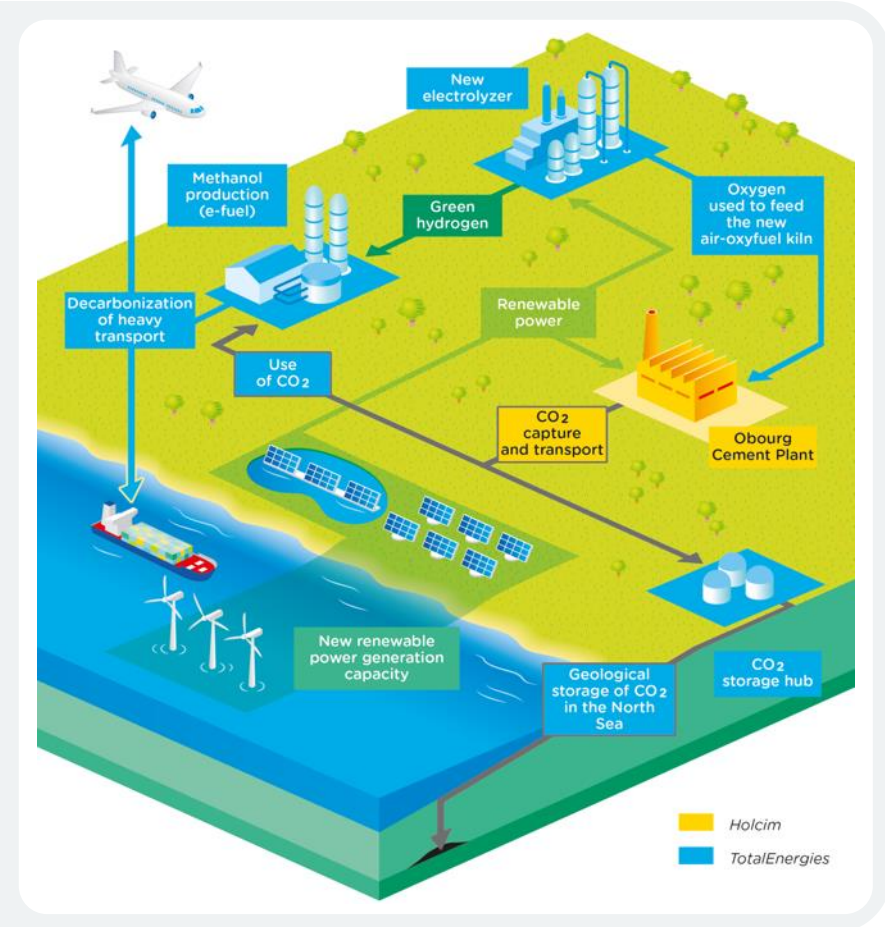 New
electrolyzer
Methanol
production
(e-fuel)
Green
hydrogen
Oxygen
used to feed
the new
air-oxyfuel kiln
Decarbonization
of heavy
transport
Renewable
power
Use
of CO2
CO2
capture
and transport
Obourg
Cement Plant
New renewable
power generation
capacity
Geological
storage of CO2
in the North
Sea
CO2
storage hub
Holcim
TotalEnergies